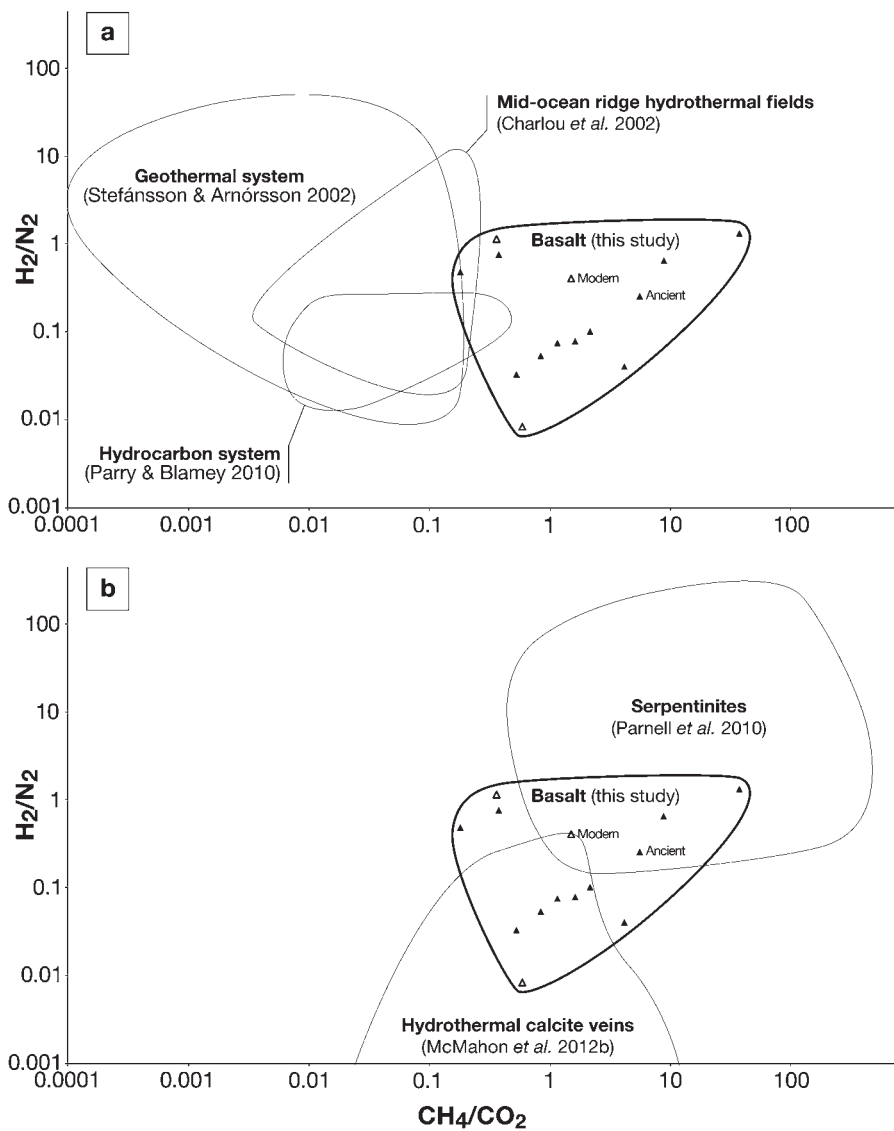 a
100
10
1
0.1
0.01
0.001
H2/N2
Mid-ocean ridge hydrothermal fields
(Charlou et al. 2002)
Geothermal system
(Stefánsson & Arnórsson 2002)
Basalt (this study)
Modern
Ancient
Hydrocarbon system
(Parry & Blamey 2010)
0.0001 0.01 0.1 1 10 100
b
100
10
1
0.1
0.01
0.001
H2/N2
Serpentinites
(Parnell et al. 2010)
Basalt (this study)
Modern
Ancient
Hydrothermal calcite veins
(McMahon et al. 2012b)
0.0001 0.01 0.1 1 10 100
CH4/CO2